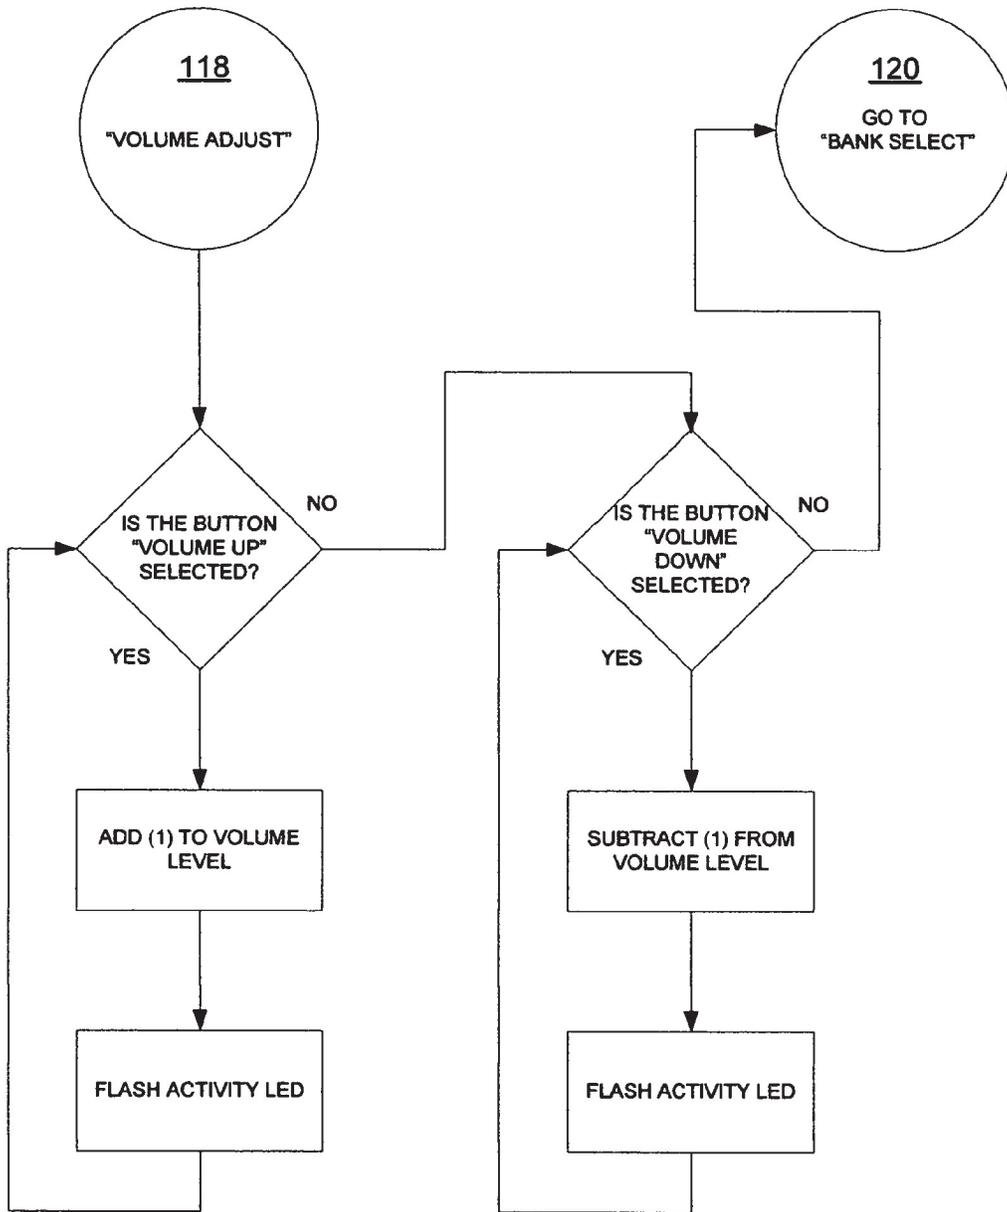 118
"VOLUME ADJUST"
120
GO TO
"BANK SELECT"
IS THE BUTTON
"VOLUME UP"
SELECTED?
NO
YES
IS THE BUTTON
"VOLUME
DOWN"
SELECTED?
NO
YES
ADD (1) TO VOLUME
LEVEL
SUBTRACT (1) FROM
VOLUME LEVEL
FLASH ACTIVITY LED
FLASH ACTIVITY LED